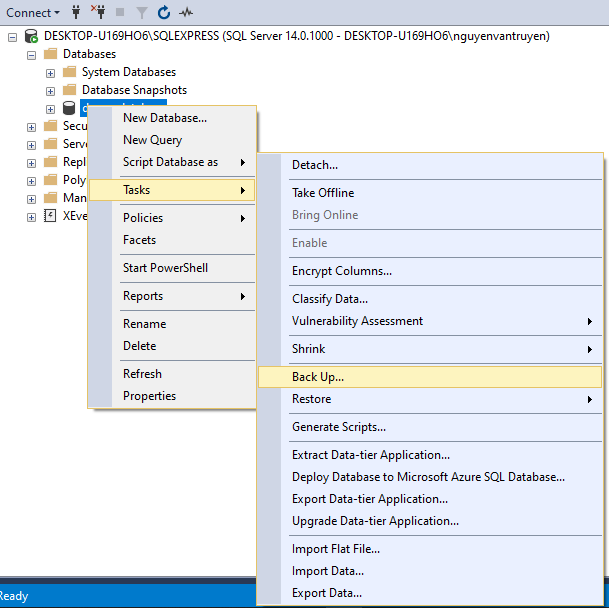 Connect
DESKTOP-U169HO6\SQLEXPRESS (SQL Server 14.0.1000 - DESKTOP-U169HO6\nguyenvantruyen)
Databases
System Databases
Database Snapshots
Secu
Serve
Repl
Poly
Man
XEve
New Database...
New Query
Script Database as
Tasks
Policies
Facets
Start PowerShell
Reports
Rename
Delete
Refresh
Properties
Detach...
Take Offline
Bring Online
Enable
Encrypt Columns...
Classify Data...
Vulnerability Assessment
Shrink
Back Up...
Restore
Generate Scripts...
Extract Data-tier Application...
Deploy Database to Microsoft Azure SQL Database...
Export Data-tier Application...
Upgrade Data-tier Application...
Import Flat File...
Import Data...
Export Data...
Ready